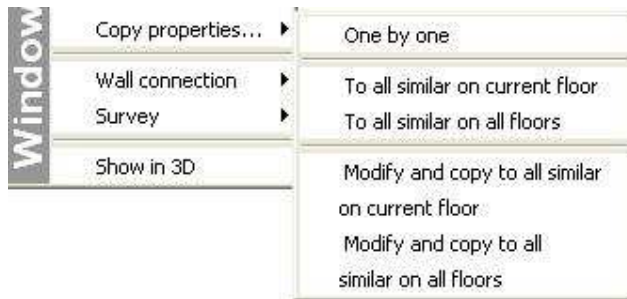 Window
Copy properties...
Wall connection
Survey
Show in 3D
One by one
To all similar on current floor
To all similar on all floors
Modify and copy to all similar
on current floor
Modify and copy to all
similar on all floors